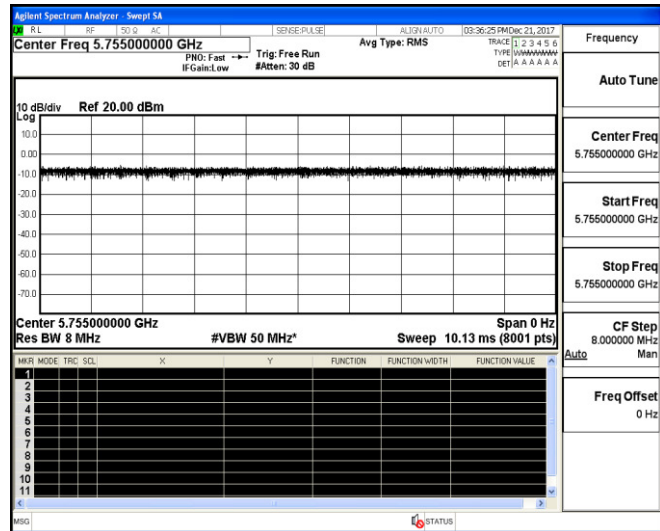 Agilent Spectrum Analyzer - Swept SA
RL RF 50 Ω AC SENSE:PULSE ALIGN AUTO 03:36:25 PM Dec 21, 2017
Center Freq 5.755000000 GHz
PNO: Fast
IFGain:Low
Trig: Free Run
#Atten: 30 dB
Avg Type: RMS
TRACE 1 2 3 4 5 6
TYPE
DET A A A A A A
10 dB/div Ref 20.00 dBm
Log
10.0
0.00
-10.0
-20.0
-30.0
-40.0
-50.0
-60.0
-70.0
Center 5.755000000 GHz Span 0 Hz
Res BW 8 MHz #VBW 50 MHz* Sweep 10.13 ms (8001 pts)
MKR MODE TRC SCL X Y FUNCTION FUNCTION WIDTH FUNCTION VALUE
1
2
3
4
5
6
7
8
9
10
11
MSG STATUS
Frequency
Auto Tune
Center Freq
5.755000000 GHz
Start Freq
5.755000000 GHz
Stop Freq
5.755000000 GHz
CF Step
8.000000 MHz
Auto Man
Freq Offset
0 Hz